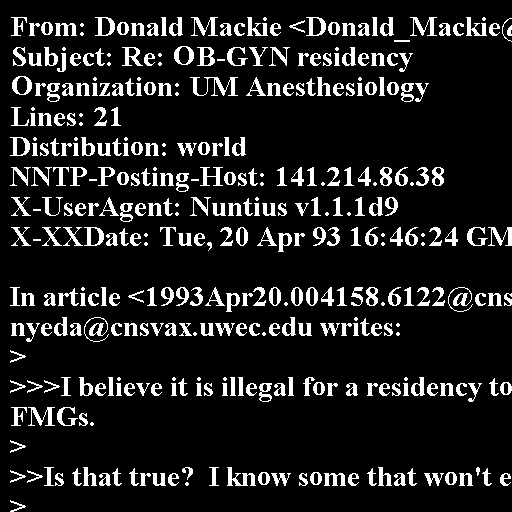 From: Donald Mackie <Donald_Mackie@
Subject: Re: OB-GYN residency
Organization: UM Anesthesiology
Lines: 21
Distribution: world
NNTP-Posting-Host: 141.214.86.38
X-UserAgent: Nuntius v1.1.1d9
X-XXDate: Tue, 20 Apr 93 16:46:24 GM
In article <1993Apr20.004158.6122@cns
nyeda@cnsvax.uwec.edu writes:
>
>>>I believe it is illegal for a residency to
FMGs.
>
>>Is that true?  I know some that won't e
>